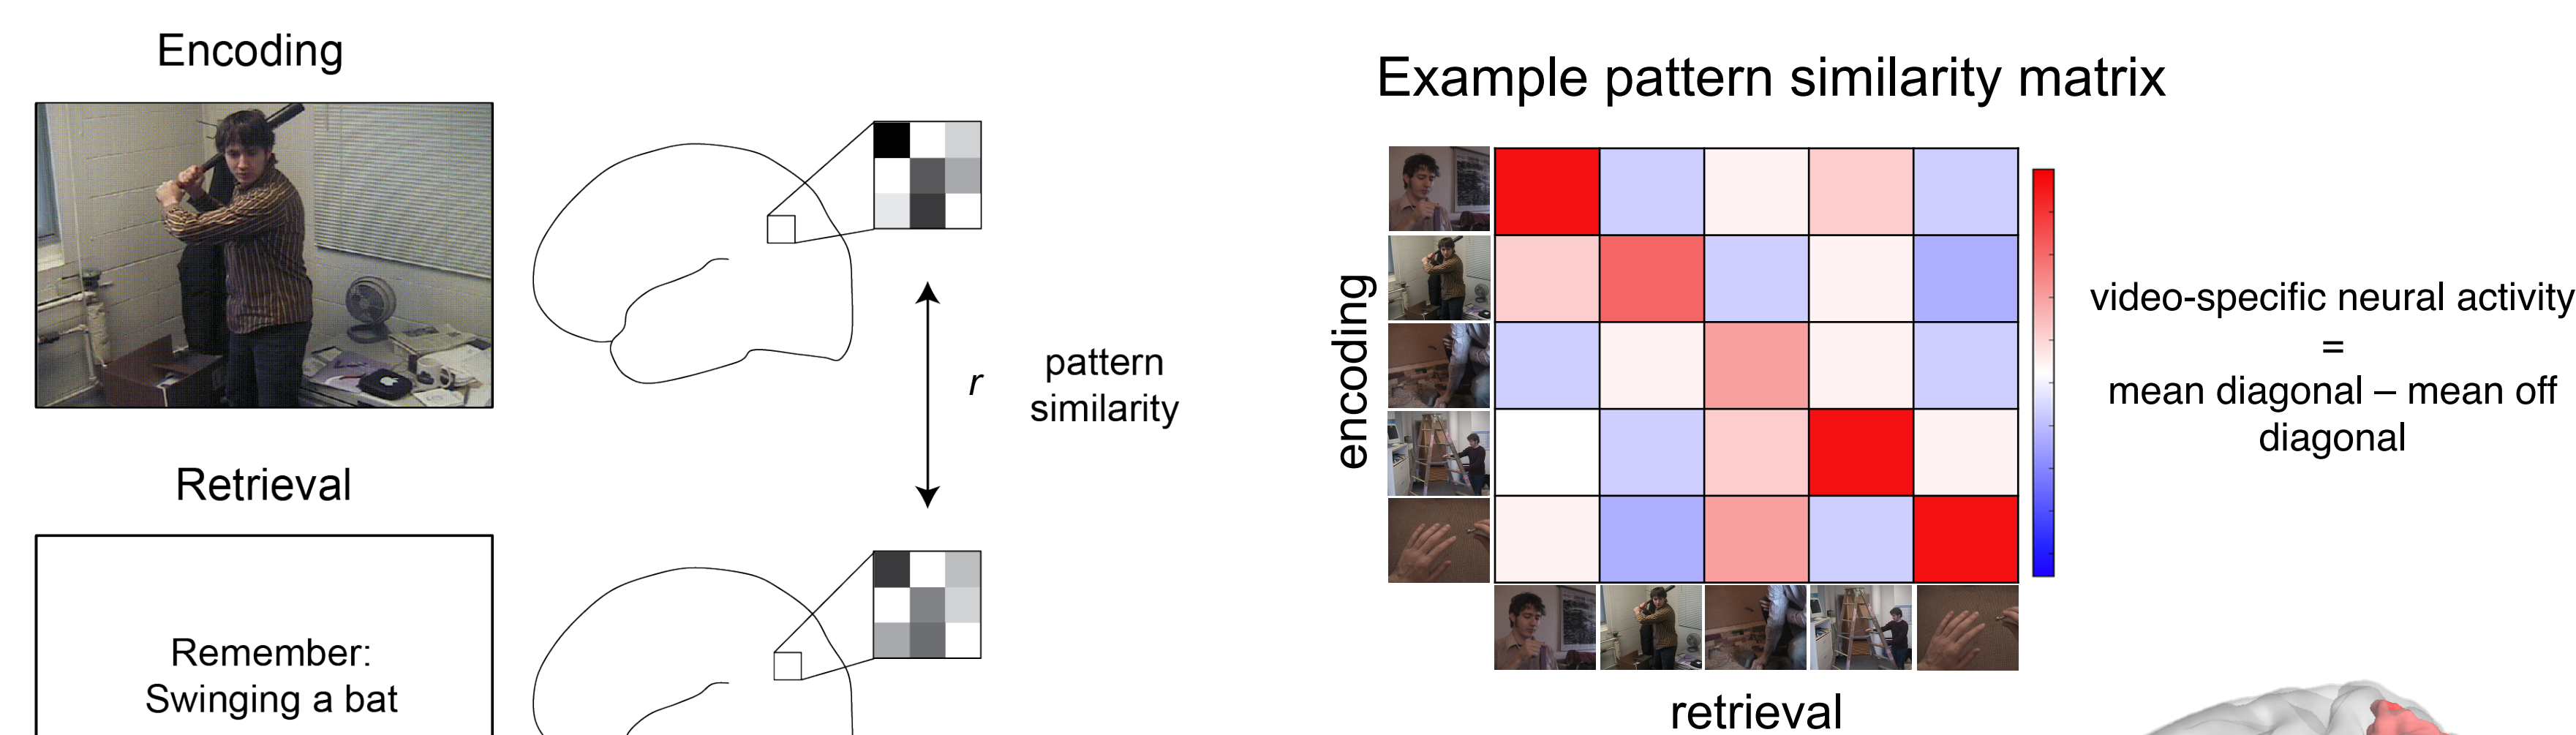 Encoding
Retrieval
Remember:
Swinging a bat
r
pattern
similarity
Example pattern similarity matrix
encoding
retrieval
video-specific neural activity
=
mean diagonal – mean off
diagonal